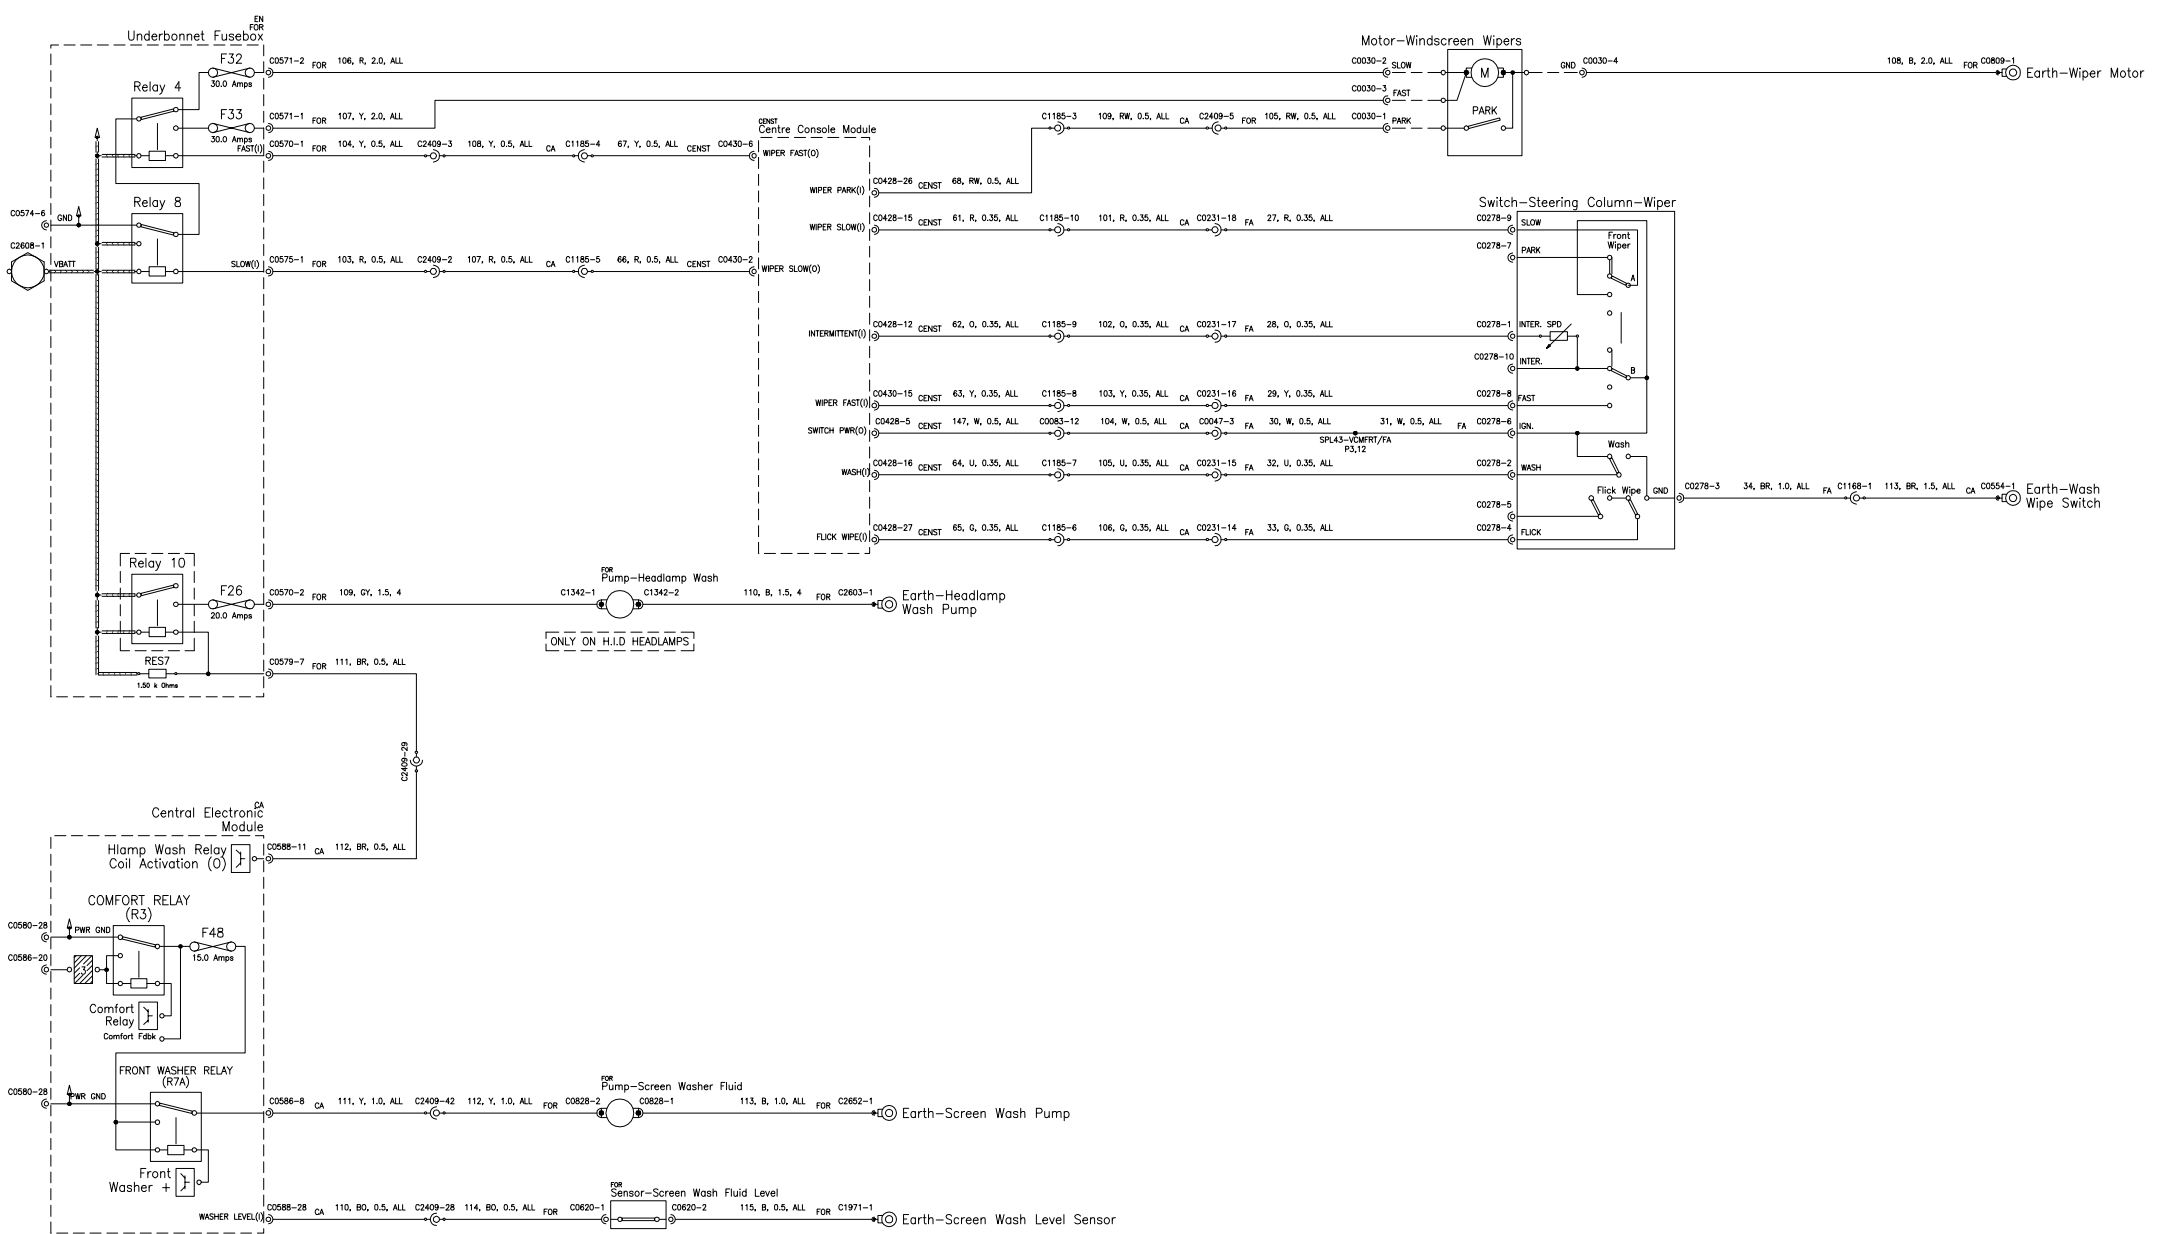 EN
FOR
Underbonnet Fusebox
F32
30.0 Amps
C0571-2 FOR 106, R, 2.0, ALL
Relay 4
F33
30.0 Amps
C0571-1 FOR 107, Y, 2.0, ALL
FAST(I) C0570-1 FOR 104, Y, 0.5, ALL C2409-3 108, Y, 0.5, ALL CA C1185-4 67, Y, 0.5, ALL CENST C0430-6
Relay 8
C0574-6 GND
C2608-1
VBATT
SLOW(I) C0575-1 FOR 103, R, 0.5, ALL C2409-2 107, R, 0.5, ALL CA C1185-5 66, R, 0.5, ALL CENST C0430-2
CENST
Centre Console Module
WIPER FAST(O)
WIPER SLOW(O)
Motor-Windscreen Wipers
C0030-2 SLOW
M
GND C0030-4 108, B, 2.0, ALL FOR C0809-1 Earth-Wiper Motor
C0030-3 FAST
PARK
C1185-3 109, RW, 0.5, ALL CA C2409-5 FOR 105, RW, 0.5, ALL C0030-1 PARK
WIPER PARK(I) C0428-26 CENST 68, RW, 0.5, ALL
Switch-Steering Column-Wiper
WIPER SLOW(I) C0428-15 CENST 61, R, 0.35, ALL C1185-10 101, R, 0.35, ALL CA C0231-18 FA 27, R, 0.35, ALL C0278-9 SLOW
Front
Wiper
C0278-7 PARK
A
INTERMITTENT(I) C0428-12 CENST 62, O, 0.35, ALL C1185-9 102, O, 0.35, ALL CA C0231-17 FA 28, O, 0.35, ALL C0278-1 INTER. SPD
C0278-10 INTER.
B
WIPER FAST(I) C0430-15 CENST 63, Y, 0.35, ALL C1185-8 103, Y, 0.35, ALL CA C0231-16 FA 29, Y, 0.35, ALL C0278-8 FAST
SWITCH PWR(O) C0428-5 CENST 147, W, 0.5, ALL C0083-12 104, W, 0.5, ALL CA C0047-3 FA 30, W, 0.5, ALL 31, W, 0.5, ALL FA C0278-6 IGN.
SPL43-VCMFRT/FA
P3,12
Wash
WASH(I) C0428-16 CENST 64, U, 0.35, ALL C1185-7 105, U, 0.35, ALL CA C0231-15 FA 32, U, 0.35, ALL C0278-2 WASH
Flick Wipe
GND C0278-3 34, BR, 1.0, ALL FA C1168-1 113, BR, 1.5, ALL CA C0554-1 Earth-Wash
Wipe Switch
C0278-5
FLICK WIPE(I) C0428-27 CENST 65, G, 0.35, ALL C1185-6 106, G, 0.35, ALL CA C0231-14 FA 33, G, 0.35, ALL C0278-4 FLICK
Relay 10
F26
20.0 Amps
C0570-2 FOR 109, GY, 1.5, 4 C1342-1
FOR
Pump-Headlamp Wash
C1342-2 110, B, 1.5, 4 FOR C2603-1 Earth-Headlamp
Wash Pump
ONLY ON H.I.D HEADLAMPS
RES7
1.50 k Ohms
C0579-7 FOR 111, BR, 0.5, ALL
C2409-29
CA
Central Electronic
Module
Hlamp Wash Relay
Coil Activation (O)
C0588-11 CA 112, BR, 0.5, ALL
COMFORT RELAY
(R3)
C0580-28 PWR GND
F48
15.0 Amps
C0586-20
3
Comfort
Relay
Comfort Fdbk
FRONT WASHER RELAY
(R7A)
C0580-28 PWR GND
C0586-8 CA 111, Y, 1.0, ALL C2409-42 112, Y, 1.0, ALL FOR C0828-2
FOR
Pump-Screen Washer Fluid
C0828-1 113, B, 1.0, ALL FOR C2652-1 Earth-Screen Wash Pump
Front
Washer +
WASHER LEVEL(I) C0588-28 CA 110, BO, 0.5, ALL C2409-28 114, BO, 0.5, ALL FOR C0620-1
FOR
Sensor-Screen Wash Fluid Level
C0620-2 115, B, 0.5, ALL FOR C1971-1 Earth-Screen Wash Level Sensor